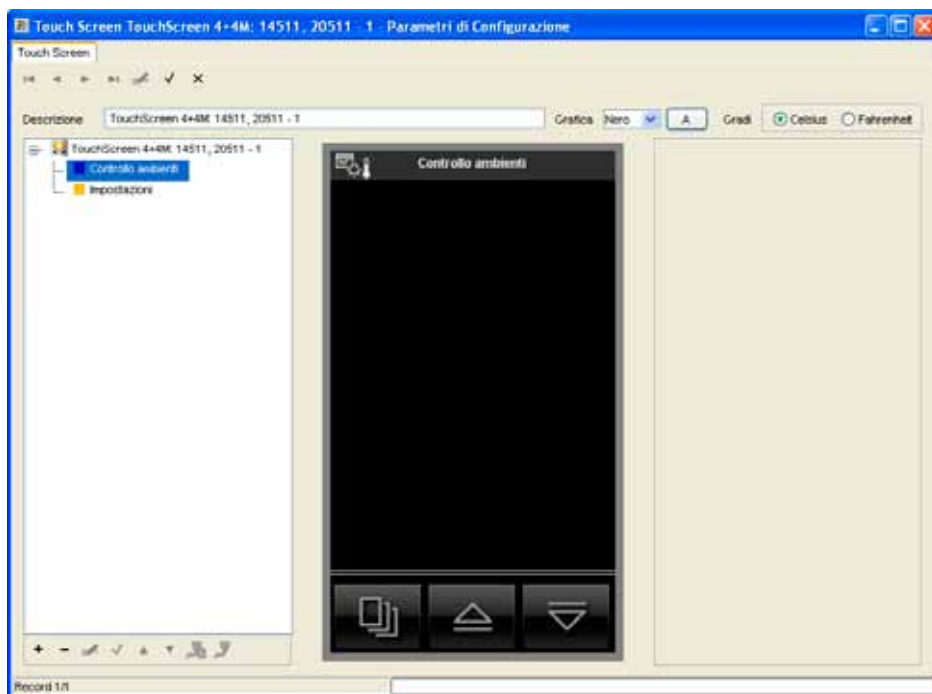 Touch Screen TouchScreen 4+4M: 14511, 20511 - 1 - Parametri di Configurazione
Touch Screen
Descrizione TouchScreen 4+4M: 14511, 20511 - 1 Grafica Nero A Gradi Celsius Fahrenheit
TouchScreen 4+4M: 14511, 20511 - 1
Controllo ambienti
Impostazioni
Controllo ambienti
Record 1/1